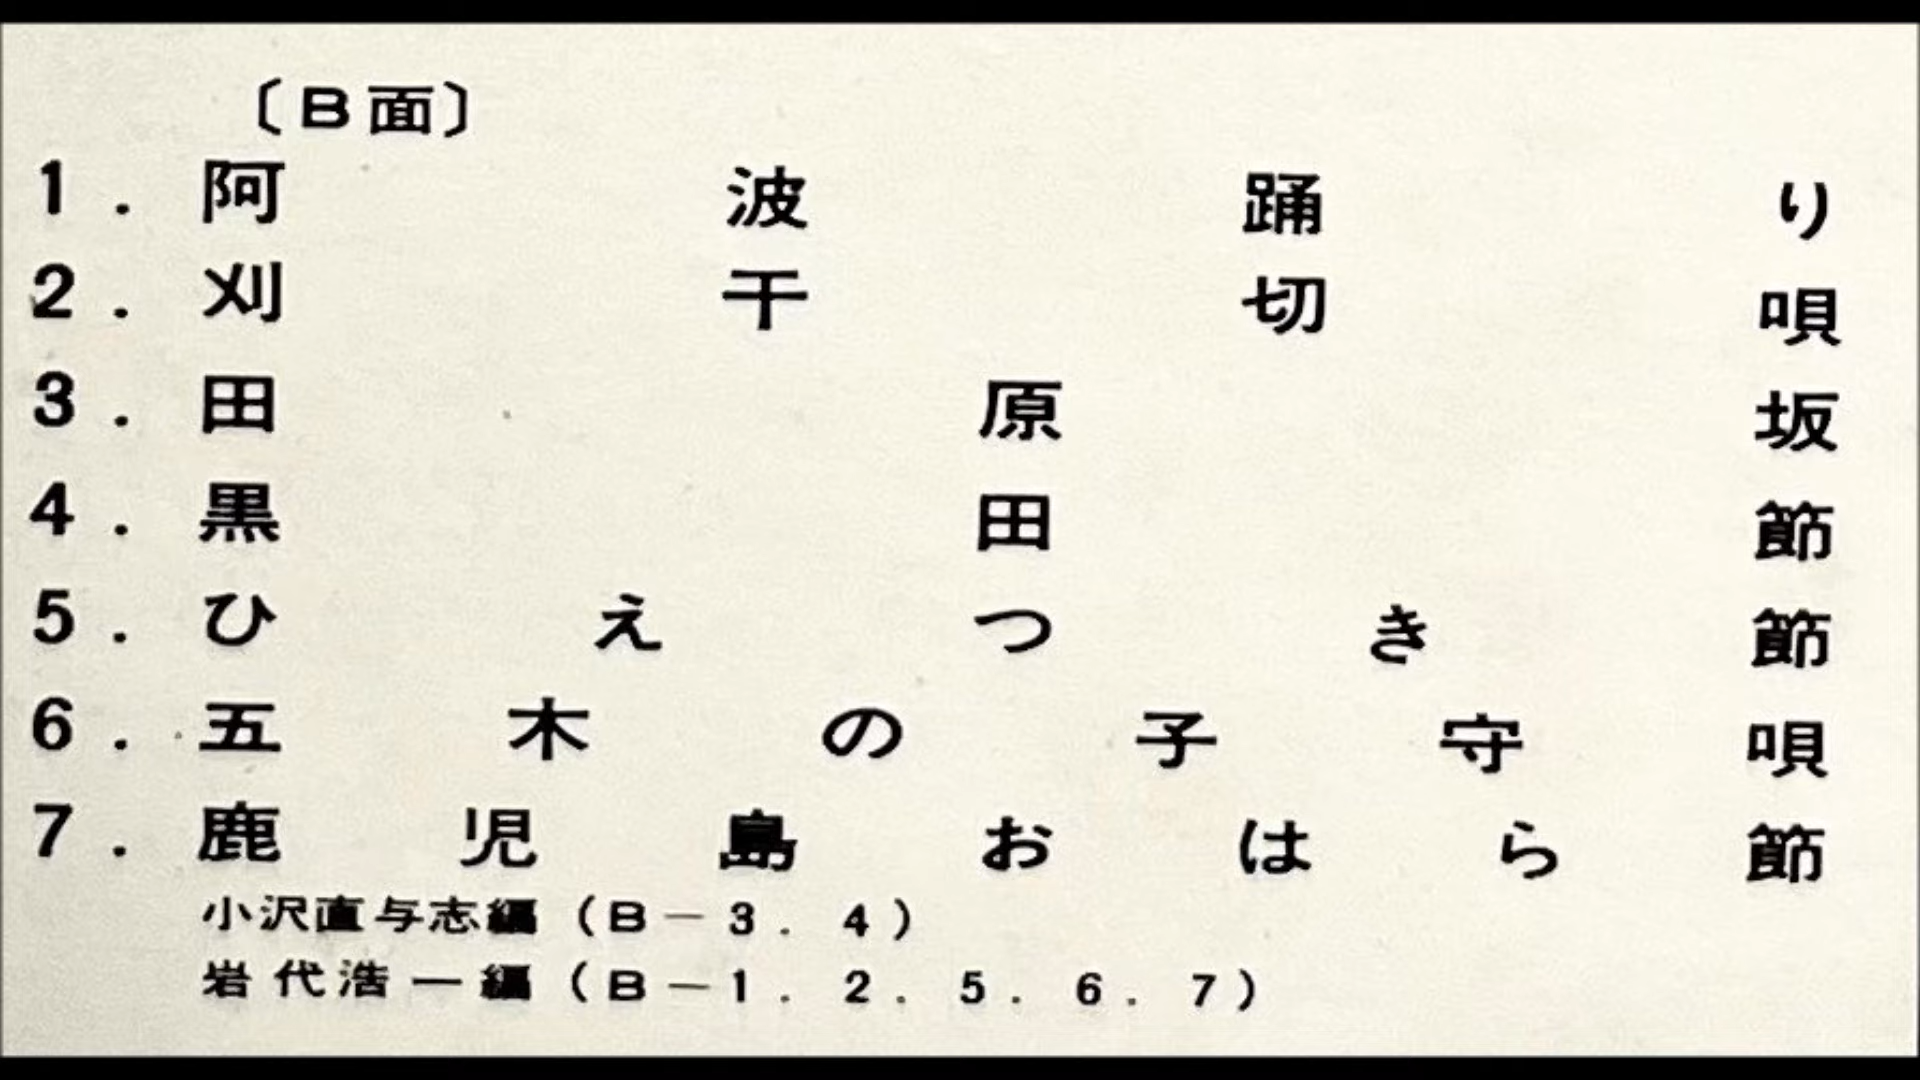 〔B面〕
1. 阿波踊り
2. 刈干切唄
3. 田原坂
4. 黒田節
5. ひえつき節
6. 五木の子守唄
7. 鹿児島おはら節
小沢直与志編（B－3．4）
岩代浩一編（B－1．2．5．6．7）